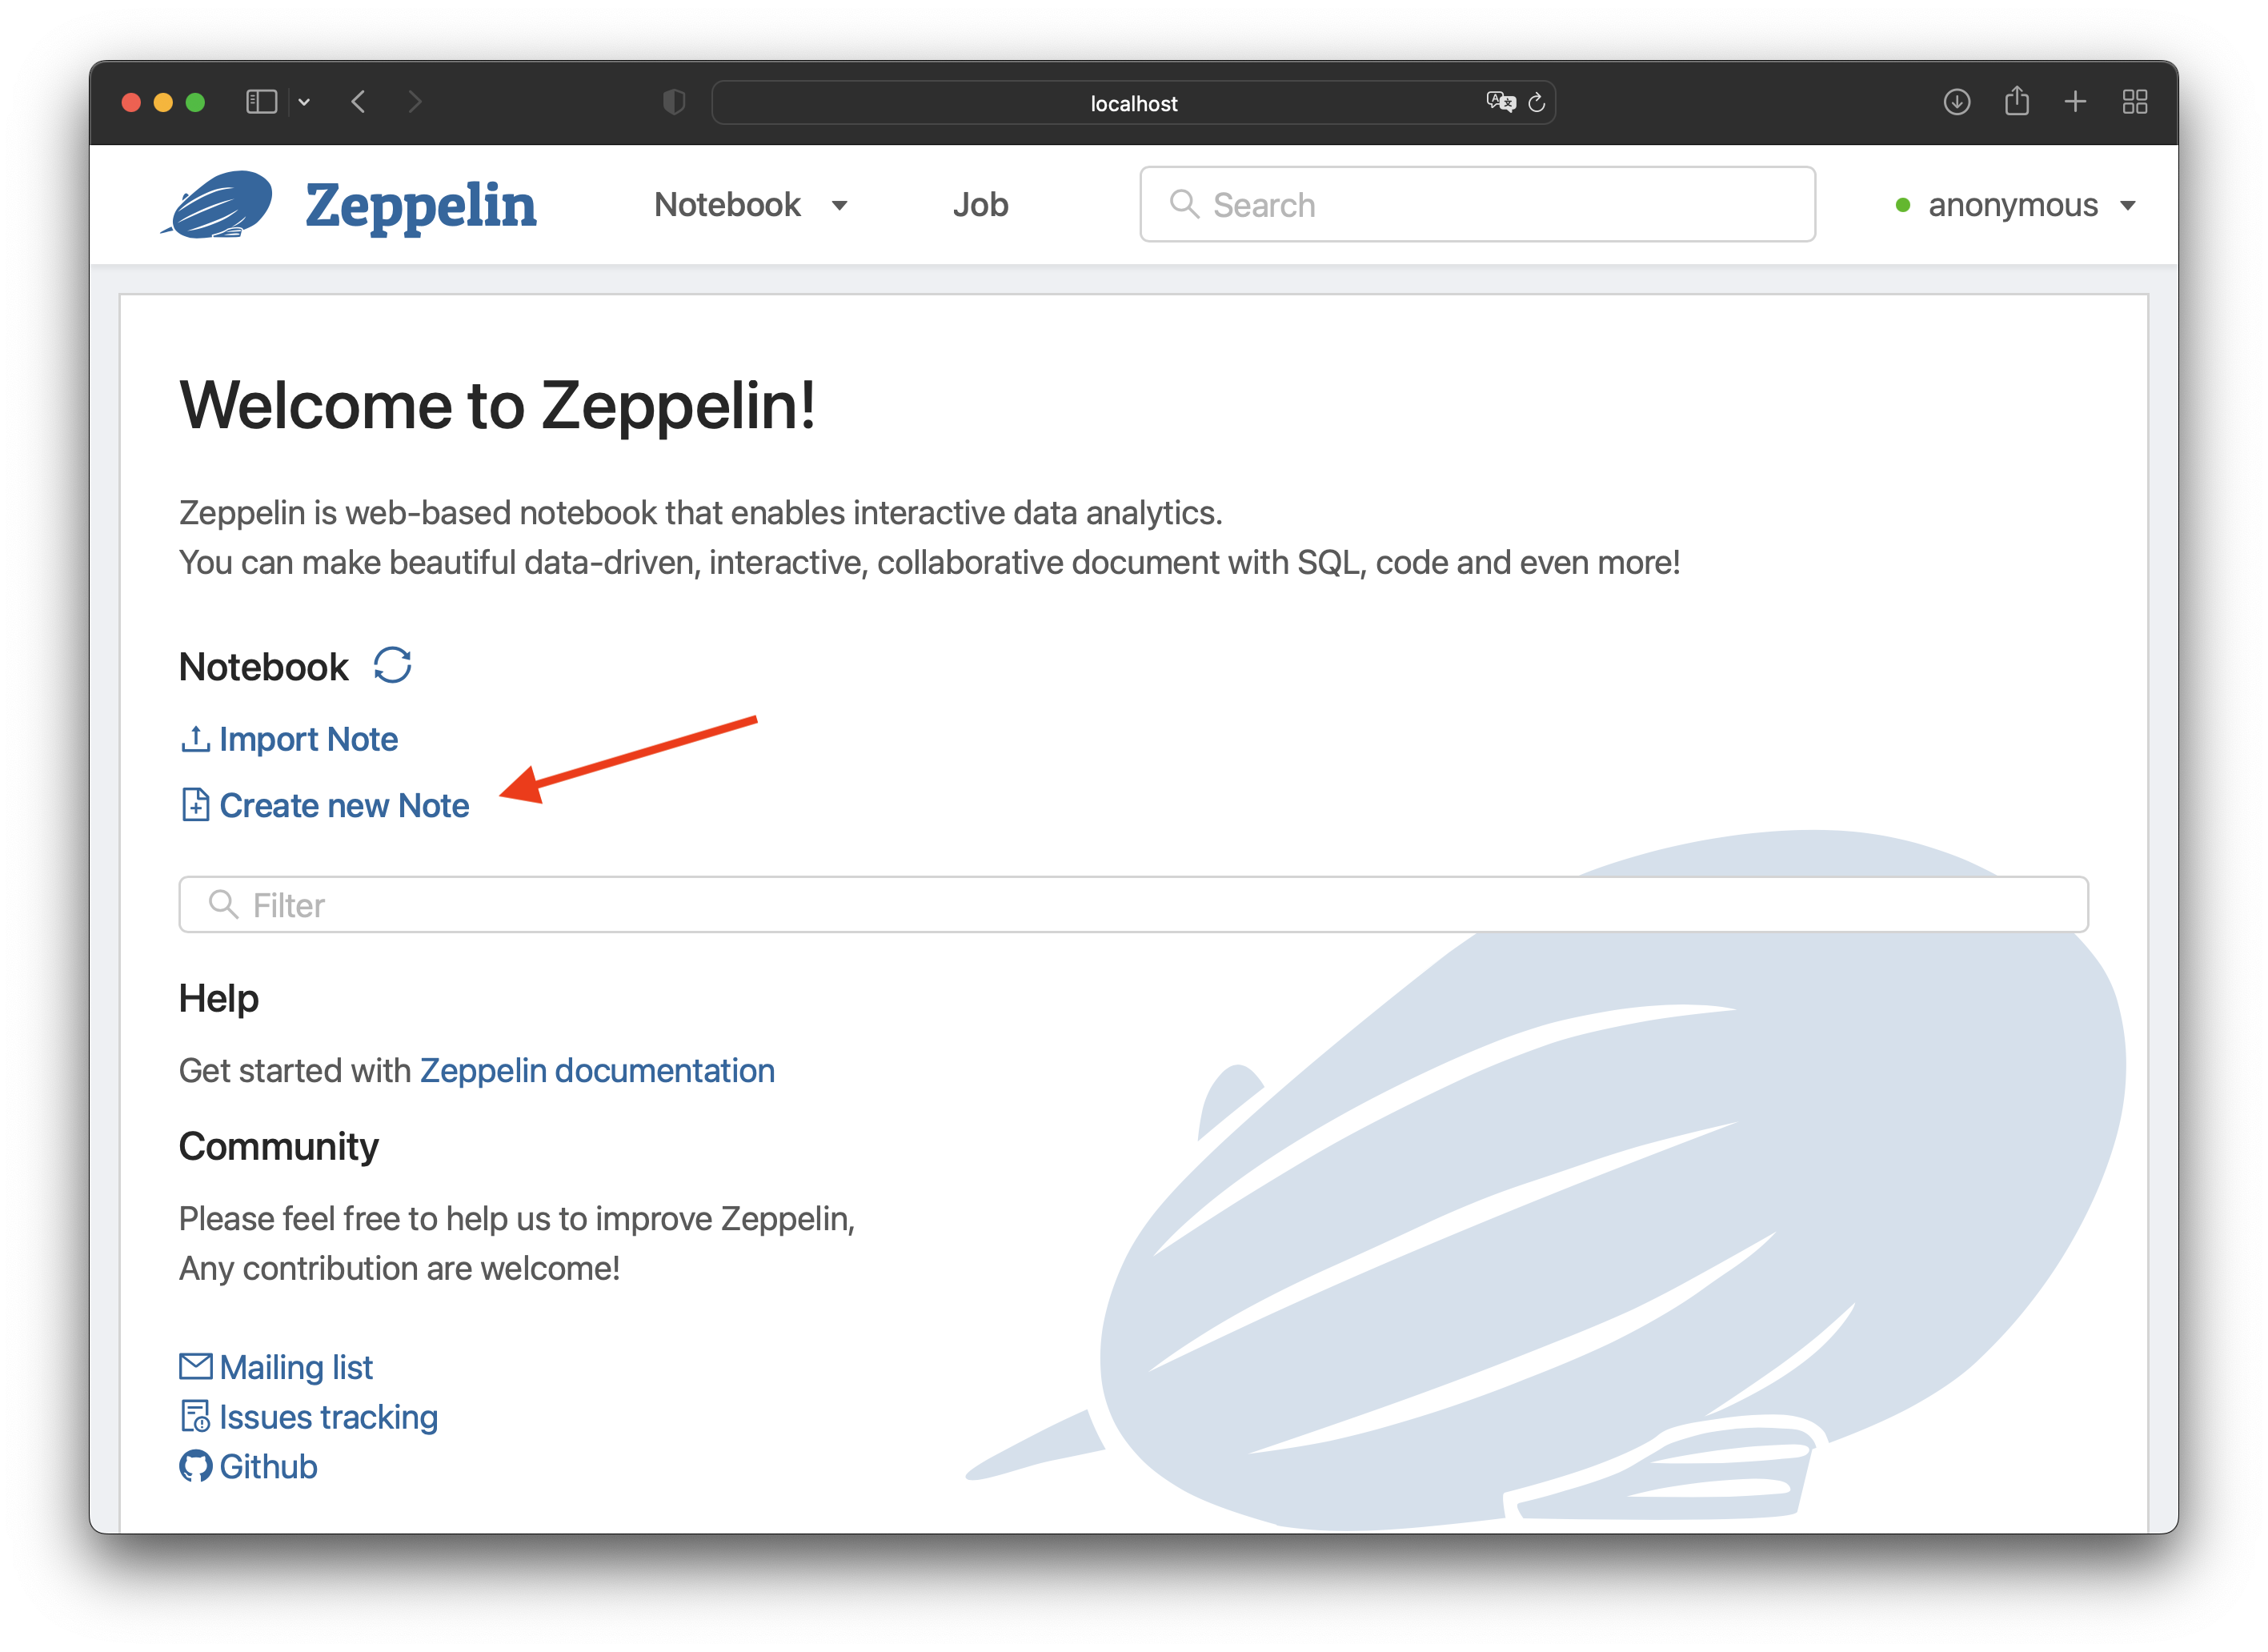 localhost
Zeppelin
Notebook
Job
Search
anonymous
Welcome to Zeppelin!
Zeppelin is web-based notebook that enables interactive data analytics.
You can make beautiful data-driven, interactive, collaborative document with SQL, code and even more!
Notebook
Import Note
Create new Note
Filter
Help
Get started with Zeppelin documentation
Community
Please feel free to help us to improve Zeppelin,
Any contribution are welcome!
Mailing list
Issues tracking
Github